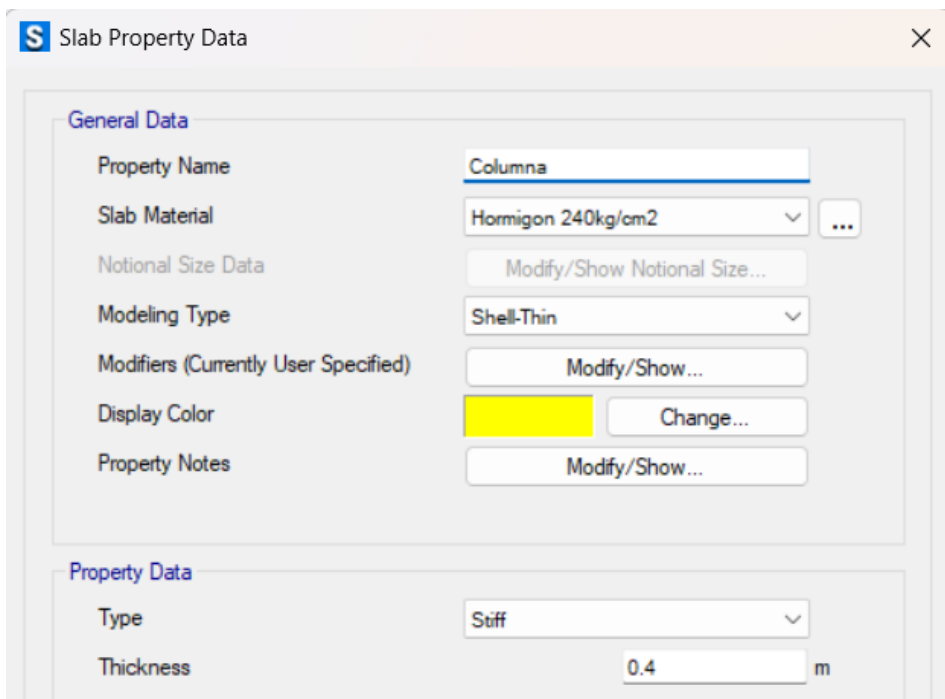 S Slab Property Data
General Data
Property Name Columna
Slab Material Hormigon 240kg/cm2 ...
Notional Size Data Modify/Show Notional Size...
Modeling Type Shell-Thin
Modifiers (Currently User Specified) Modify/Show...
Display Color Change...
Property Notes Modify/Show...
Property Data
Type Stiff
Thickness 0.4 m